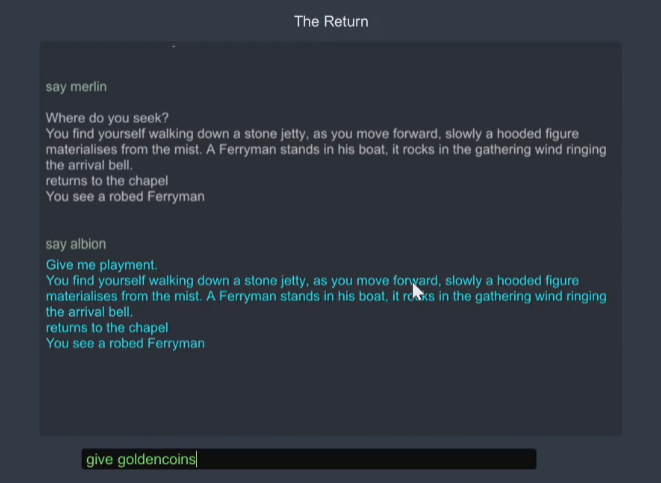 The Return
say merlin
Where do you seek?
You find yourself walking down a stone jetty, as you move forward, slowly a hooded figure
materialises from the mist. A Ferryman stands in his boat, it rocks in the gathering wind ringing
the arrival bell.
returns to the chapel
You see a robed Ferryman
say albion
Give me playment.
You find yourself walking down a stone jetty, as you move forward, slowly a hooded figure
materialises from the mist. A Ferryman stands in his boat, it rocks in the gathering wind ringing
the arrival bell.
returns to the chapel
You see a robed Ferryman
give goldencoins